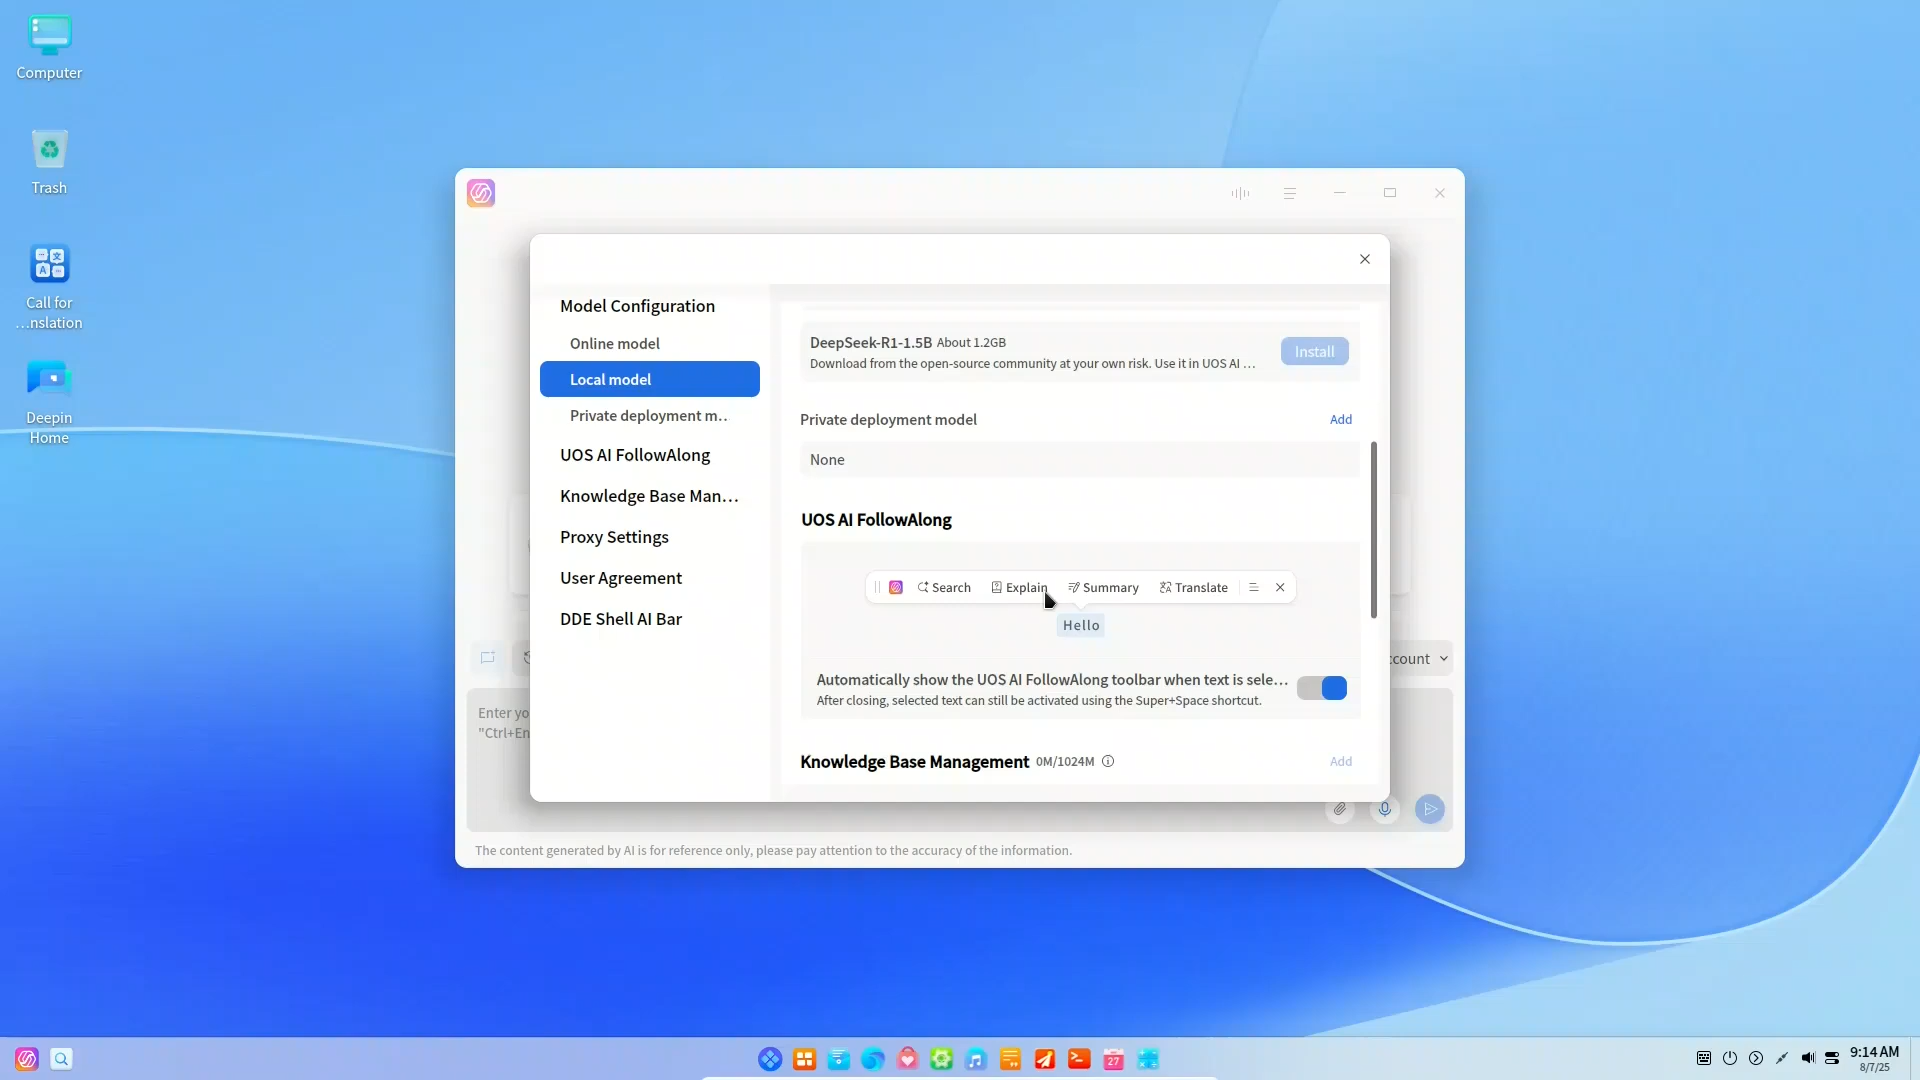 Computer
Trash
Call for
...nslation
Deepin
Home
Model Configuration
Online model
Local model
Private deployment m...
UOS AI FollowAlong
Knowledge Base Man...
Proxy Settings
User Agreement
DDE Shell AI Bar
DeepSeek-R1-1.5B About 1.2GB
Download from the open-source community at your own risk. Use it in UOS AI ...
Install
Private deployment model
Add
None
UOS AI FollowAlong
Search Explain Summary Translate
Hello
Automatically show the UOS AI FollowAlong toolbar when text is sele...
After closing, selected text can still be activated using the Super+Space shortcut.
Knowledge Base Management 0M/1024M
Add
count
Enter yo
"Ctrl+En
The content generated by AI is for reference only, please pay attention to the accuracy of the information.
27
9:14 AM
8/7/25